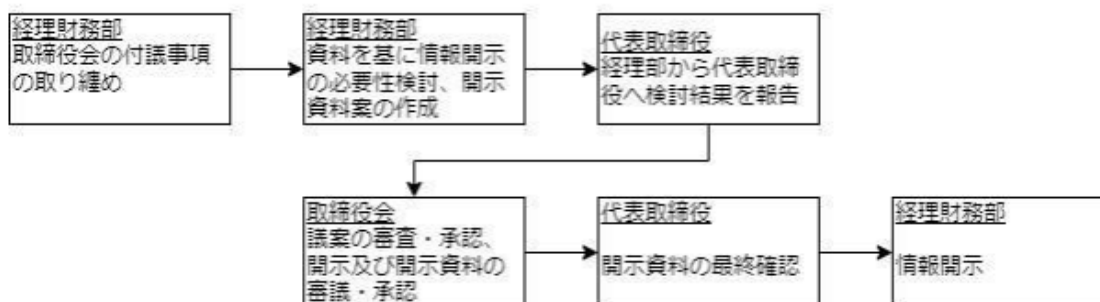 経理財務部
取締役会の付議事項
の取り纏め
経理財務部
資料を基に情報開示
の必要性検討、開示
資料案の作成
代表取締役
経理部から代表取締
役へ検討結果を報告
取締役会
議案の審査・承認、
開示及び開示資料の
審議・承認
代表取締役
開示資料の最終確認
経理財務部
情報開示